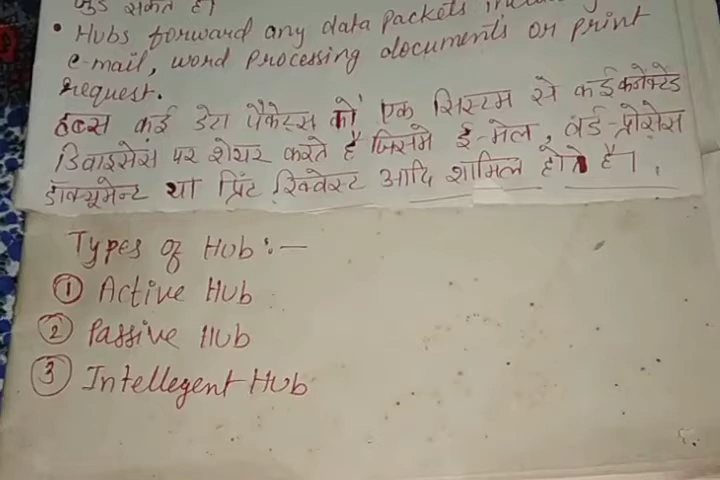 जुड़ सकते हैं।
• Hubs forward any data packets
e-mail, word processing documents or print
request.
हब्स कई डेटा पैकेट्स को एक सिस्टम से कई कनेक्टेड
डिवाइसेस पर शेयर करते है जिसमे ई-मेल, वर्ड-प्रोसेस
डॉक्यूमेन्ट या प्रिंट रिक्वेस्ट आदि शामिल होते है।
Types of Hub :—
① Active Hub
② Passive Hub
③ Intellegent Hub